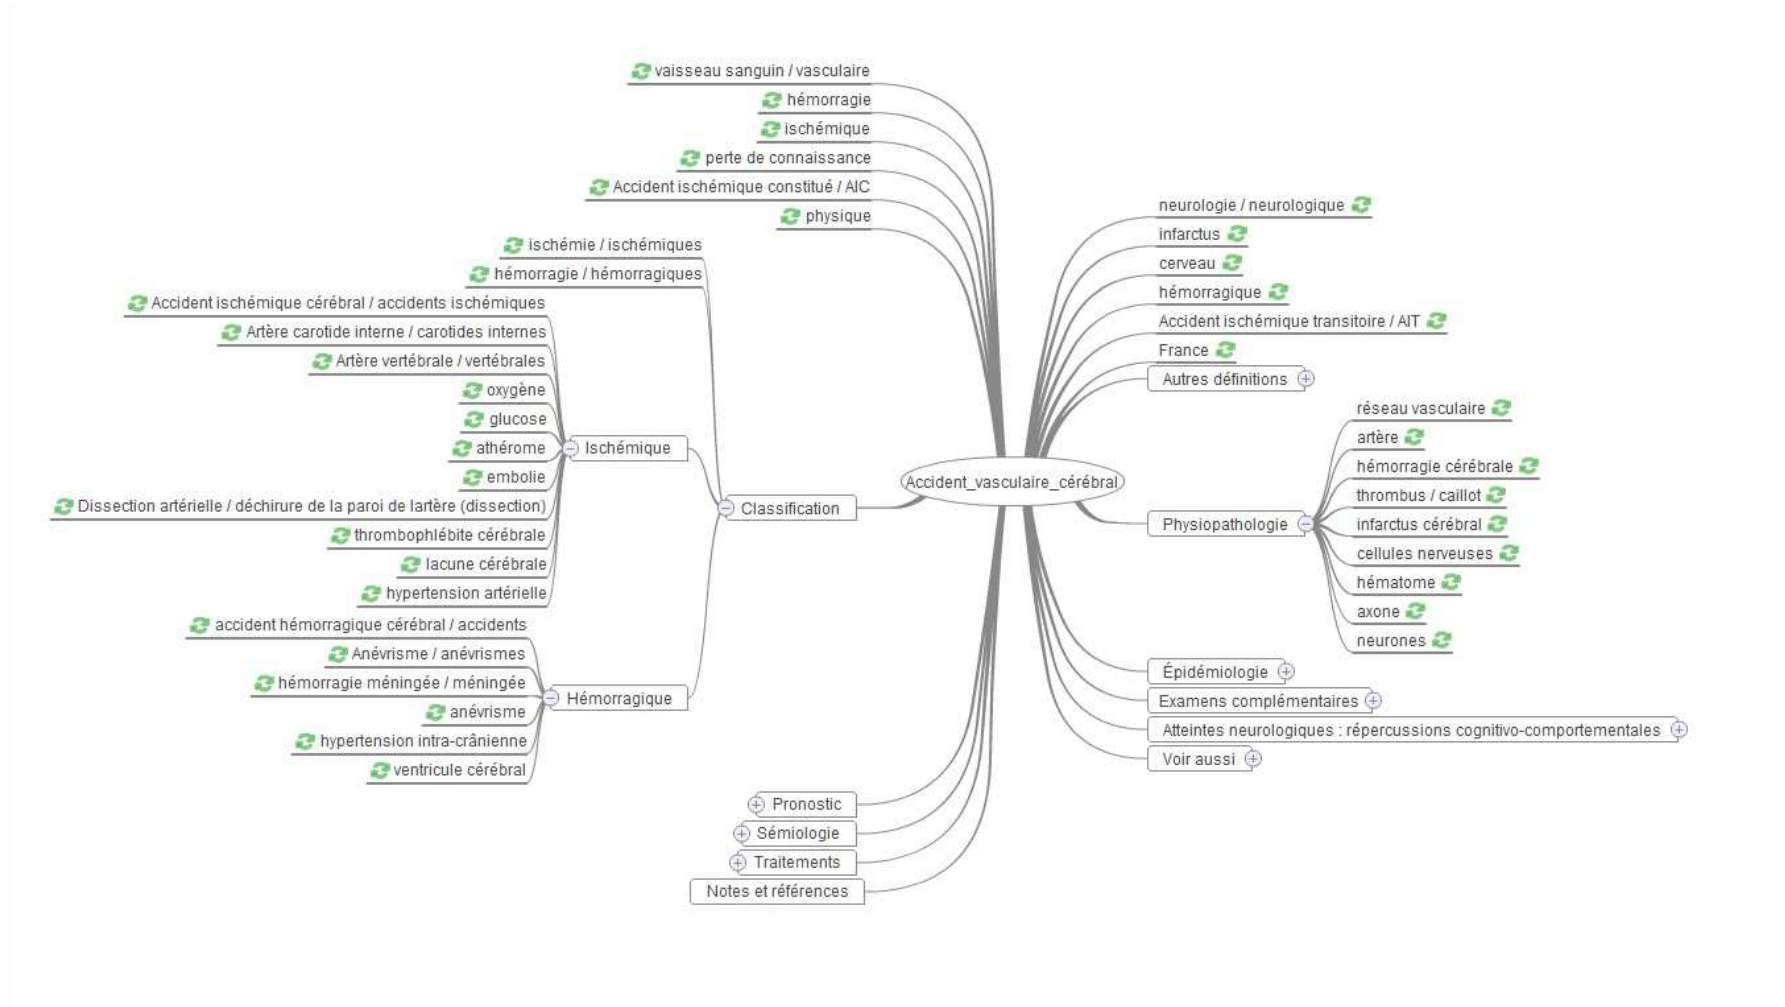 vaisseau sanguin / vasculaire
hémorragie
ischémique
perte de connaissance
Accident ischémique constitué / AIC
physique
ischémie / ischémiques
hémorragie / hémorragiques
Accident ischémique cérébral / accidents ischémiques
Artère carotide interne / carotides internes
Artère vertébrale / vertébrales
oxygène
glucose
athérome
embolie
Dissection artérielle / déchirure de la paroi de lartère (dissection)
thrombophlébite cérébrale
lacune cérébrale
hypertension artérielle
Ischémique
Classification
accident hémorragique cérébral / accidents
Anévrisme / anévrismes
hémorragie méningée / méningée
anévrisme
hypertension intra-crânienne
ventricule cérébral
Hémorragique
Pronostic
Sémiologie
Traitements
Notes et références
Accident_vasculaire_cérébral
neurologie / neurologique
infarctus
cerveau
hémorragique
Accident ischémique transitoire / AIT
France
Autres définitions
Physiopathologie
réseau vasculaire
artère
hémorragie cérébrale
thrombus / caillot
infarctus cérébral
cellules nerveuses
hématome
axone
neurones
Épidémiologie
Examens complémentaires
Atteintes neurologiques : répercussions cognitivo-comportementales
Voir aussi